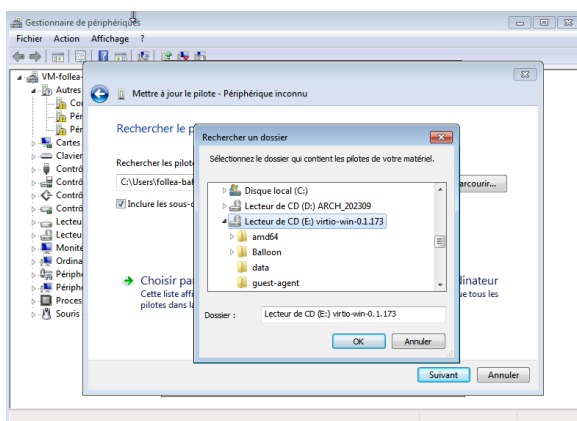 Gestionnaire de périphériques
Fichier Action Affichage ?
VM-follea-
Autres
Co
Pér
Pér
Cartes
Clavier
Contrô
Contrô
Contrô
Contrô
Lecteu
Lecteu
Monite
Ordina
Périph
Périph
Proces
Souris
Mettre à jour le pilote - Périphérique inconnu
Rechercher le p
Rechercher les pilote
C:\Users\follea-bal
arcourir...
Inclure les sous-d
Choisir pa
inateur
Cette liste affi
ue tous les
pilotes dans la
Suivant
Annuler
Rechercher un dossier
Sélectionnez le dossier qui contient les pilotes de votre matériel.
Disque local (C:)
Lecteur de CD (D:) ARCH_202309
Lecteur de CD (E:) virtio-win-0.1.173
amd64
Balloon
data
guest-agent
Dossier :
Lecteur de CD (E:) virtio-win-0.1.173
OK
Annuler